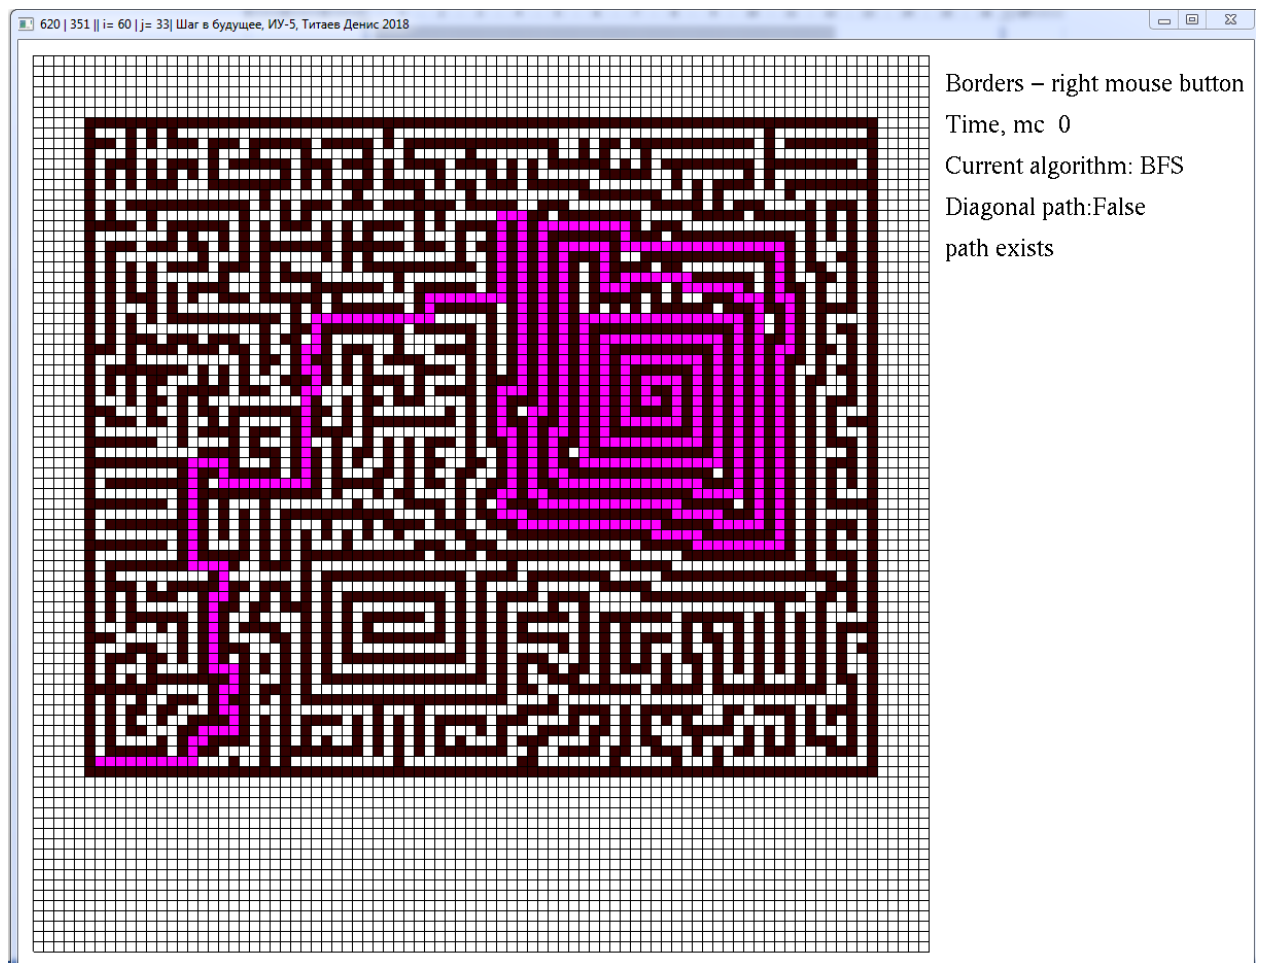 620 | 351 || i= 60 | j= 33| Шаг в будущее, ИУ-5, Титаев Денис 2018
Borders – right mouse button
Time, mc  0
Current algorithm: BFS
Diagonal path:False
path exists